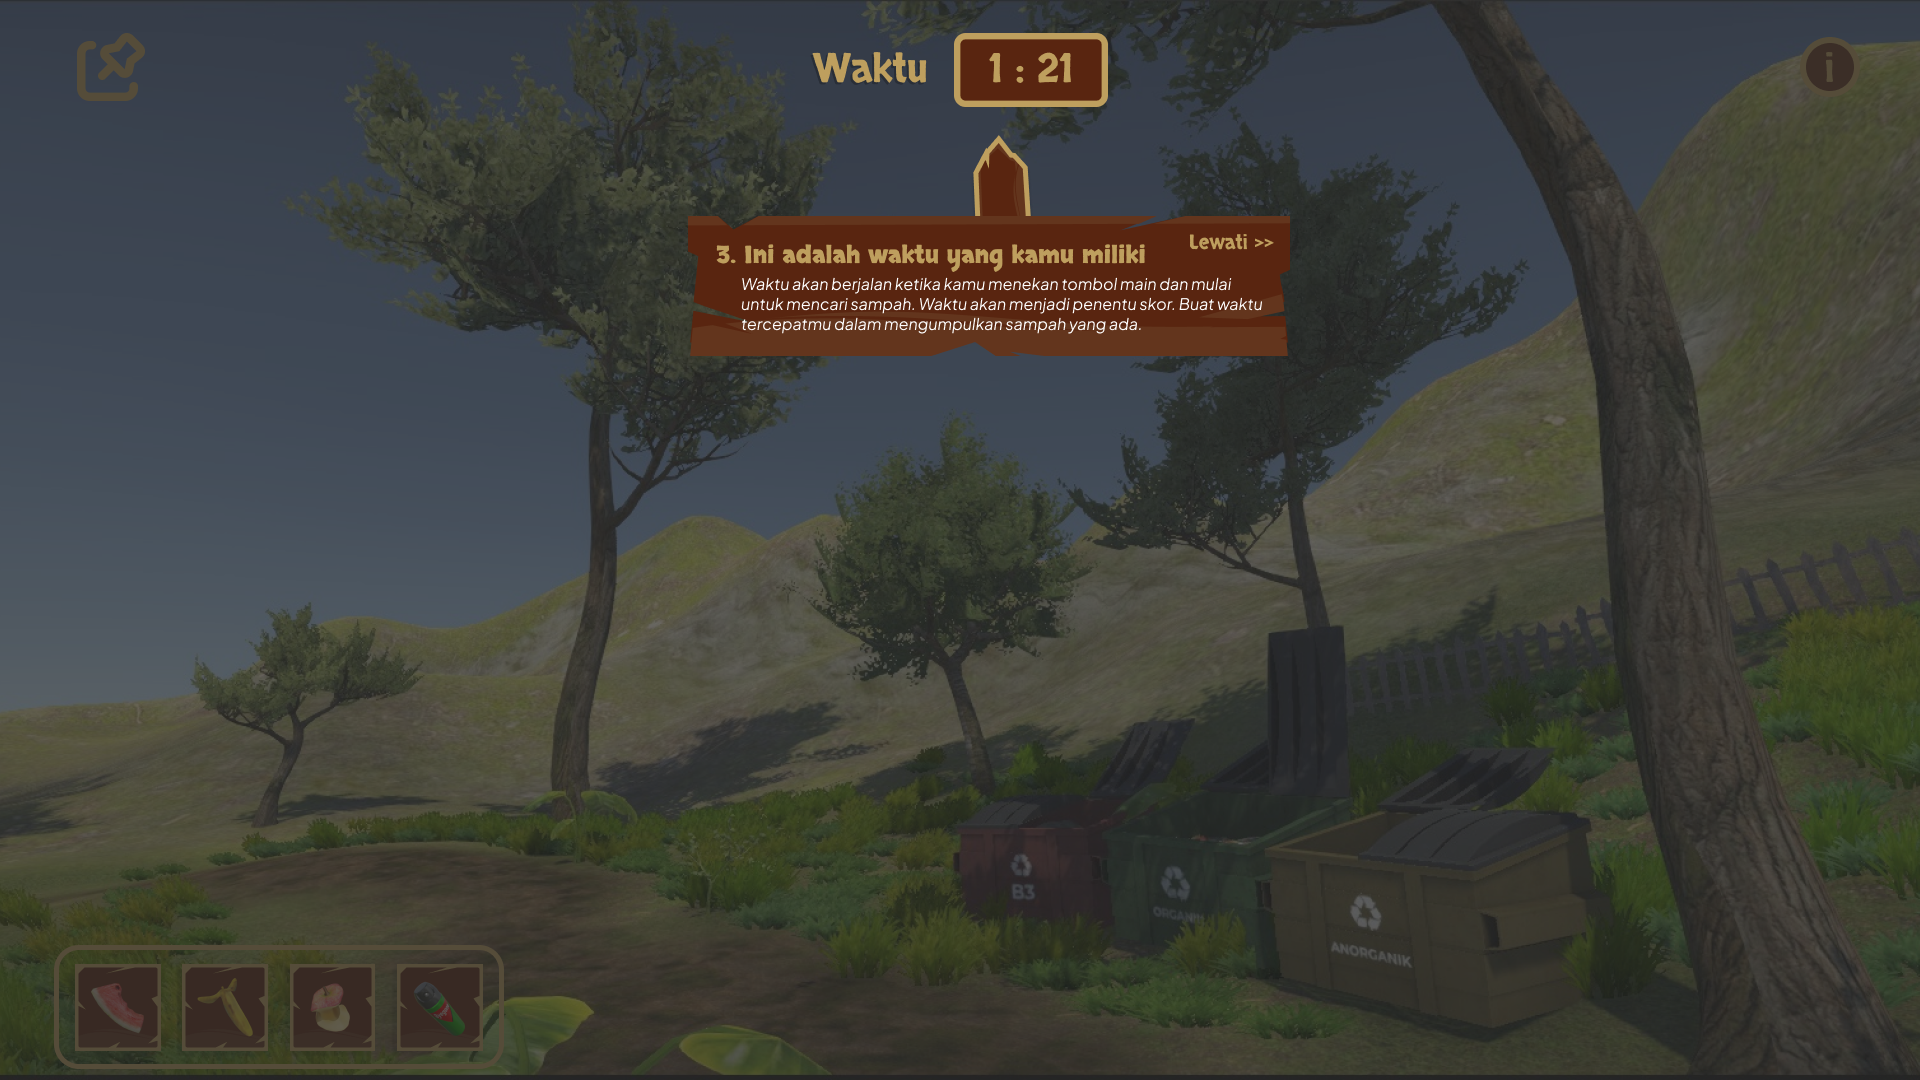 Waktu
1 : 21
Lewati >>
3. Ini adalah waktu yang kamu miliki
Waktu akan berjalan ketika kamu menekan tombol main dan mulai
untuk mencari sampah. Waktu akan menjadi penentu skor. Buat waktu
tercepatmu dalam mengumpulkan sampah yang ada.
B3
ORGANIK
ANORGANIK